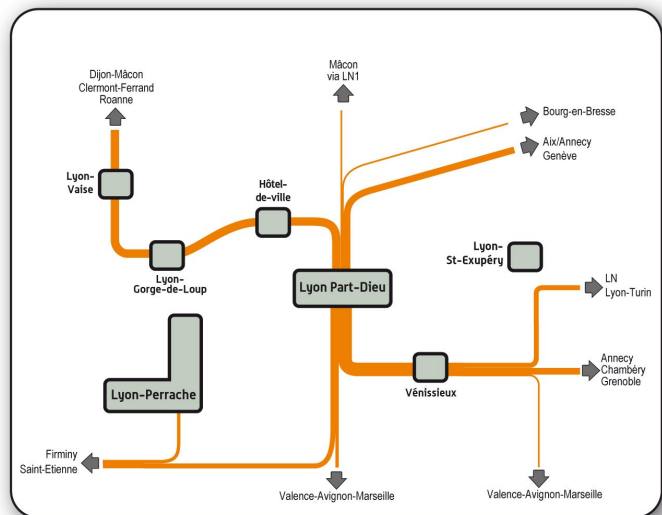 Mâcon
via LN1
Dijon-Mâcon
Clermont-Ferrand
Roanne
Bourg-en-Bresse
Aix/Annecy
Genève
Lyon-
Vaise
Hôtel-
de-ville
Lyon-
St-Exupéry
Lyon-
Gorge-de-Loup
Lyon Part-Dieu
LN
Lyon-Turin
Annecy
Chambéry
Grenoble
Lyon-Perrache
Vénissieux
Firminy
Saint-Etienne
Valence-Avignon-Marseille
Valence-Avignon-Marseille